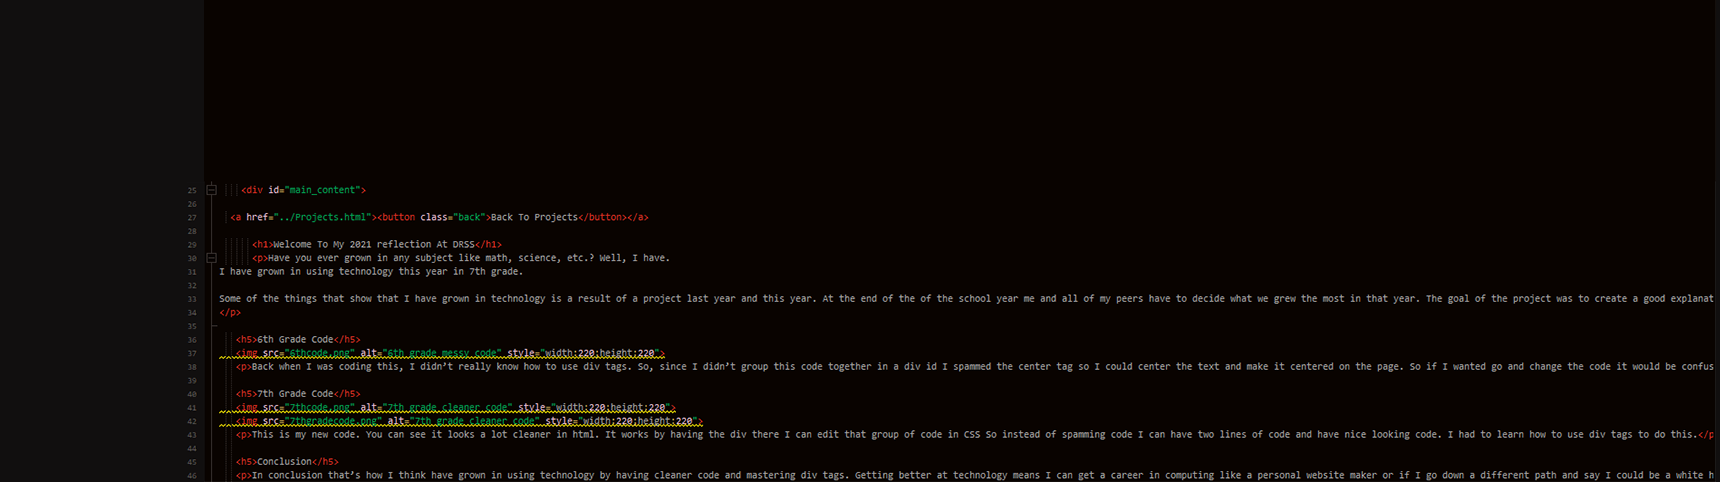 25 <div id="main_content">
26
27 <a href="../Projects.html"><button class="back">Back To Projects</button></a>
28
29 <h1>Welcome To My 2021 reflection At DRSS</h1>
30 <p>Have you ever grown in any subject like math, science, etc.? Well, I have.
31 I have grown in using technology this year in 7th grade.
32
33 Some of the things that show that I have grown in technology is a result of a project last year and this year. At the end of the of the school year me and all of my peers have to decide what we grew the most in that year. The goal of the project was to create a good explanat
34 </p>
35
36 <h5>6th Grade Code</h5>
37 <img src="6thcode.png" alt="6th grade messy code" style="width:220:height:220">
38 <p>Back when I was coding this, I didn’t really know how to use div tags. So, since I didn’t group this code together in a div id I spammed the center tag so I could center the text and make it centered on the page. So if I wanted go and change the code it would be confus
39
40 <h5>7th Grade Code</h5>
41 <img src="7thcode.png" alt="7th grade cleaner code" style="width:220:height:220">
42 <img src="7thgradecode.png" alt="7th grade cleaner code" style="width:220:height:220">
43 <p>This is my new code. You can see it looks a lot cleaner in html. It works by having the div there I can edit that group of code in CSS So instead of spamming code I can have two lines of code and have nice looking code. I had to learn how to use div tags to do this.</p
44
45 <h5>Conclusion</h5>
46 <p>In conclusion that’s how I think have grown in using technology by having cleaner code and mastering div tags. Getting better at technology means I can get a career in computing like a personal website maker or if I go down a different path and say I could be a white h